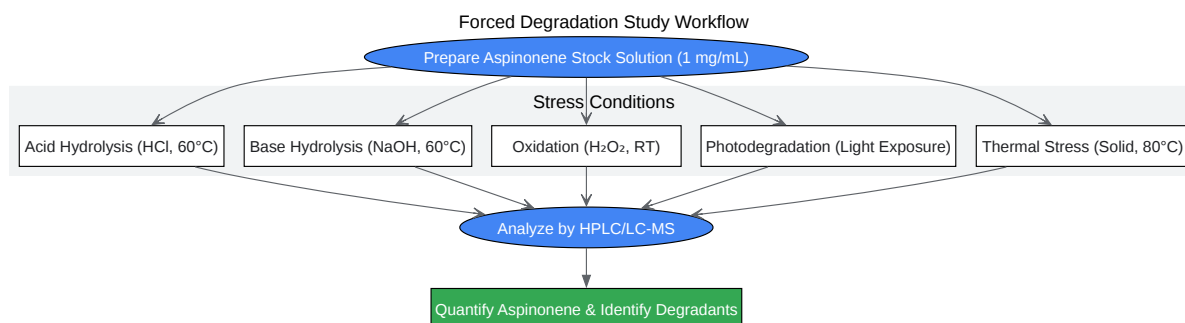 Forced Degradation Study Workflow
Prepare Aspinonene Stock Solution (1 mg/mL)
Stress Conditions
Acid Hydrolysis (HCl, 60°C)
Base Hydrolysis (NaOH, 60°C)
Oxidation (H₂O₂, RT)
Photodegradation (Light Exposure)
Thermal Stress (Solid, 80°C)
Analyze by HPLC/LC-MS
Quantify Aspinonene & Identify Degradants